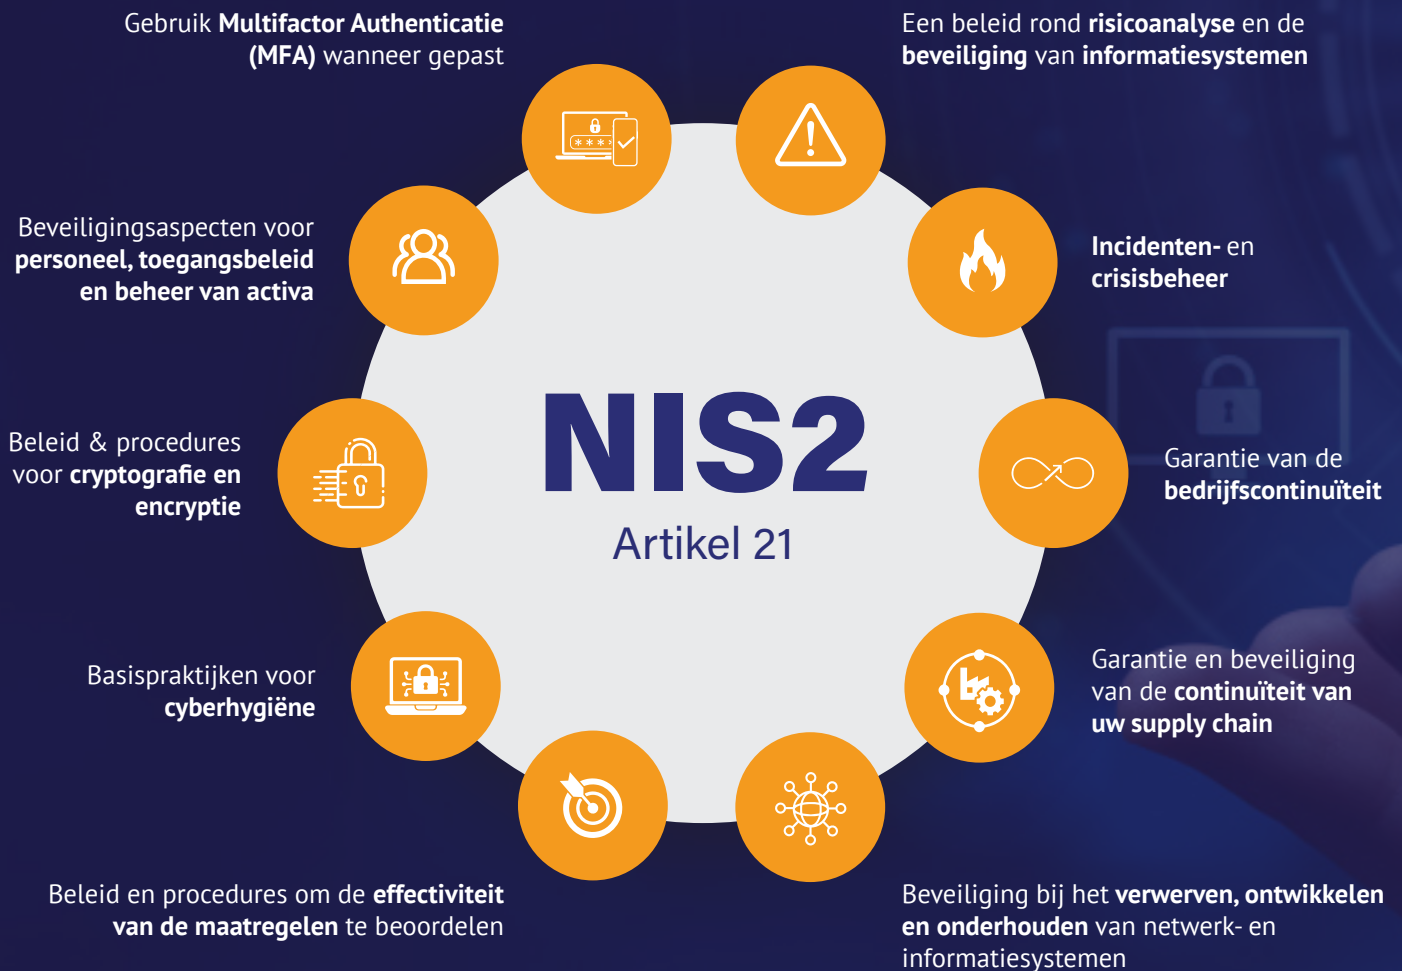 Gebruik Multifactor Authenticatie
(MFA) wanneer gepast
Een beleid rond risicoanalyse en de
beveiliging van informatiesystemen
Beveiligingsaspecten voor
personeel, toegangsbeleid
en beheer van activa
Incidenten- en
crisisbeheer
NIS2
Artikel 21
Beleid & procedures
voor cryptografie en
encryptie
Garantie van de
bedrijfscontinuïteit
Basispraktijken voor
cyberhygiëne
Garantie en beveiliging
van de continuïteit van
uw supply chain
Beleid en procedures om de effectiviteit
van de maatregelen te beoordelen
Beveiliging bij het verwerven, ontwikkelen
en onderhouden van netwerk- en
informatiesystemen